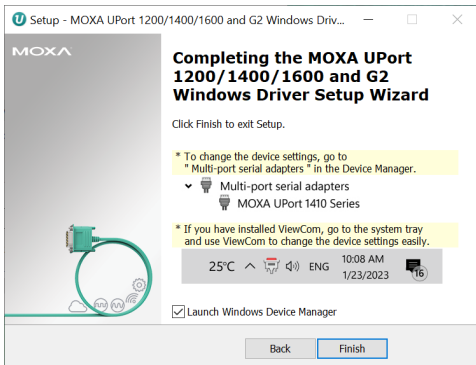 Setup - MOXA UPort 1200/1400/1600 and G2 Windows Driv...
MOXA
Completing the MOXA UPort
1200/1400/1600 and G2
Windows Driver Setup Wizard
Click Finish to exit Setup.
* To change the device settings, go to
" Multi-port serial adapters " in the Device Manager.
Multi-port serial adapters
MOXA UPort 1410 Series
* If you have installed ViewCom, go to the system tray
and use ViewCom to change the device settings easily.
25°C ENG 10:08 AM
1/23/2023
16
Launch Windows Device Manager
Back Finish